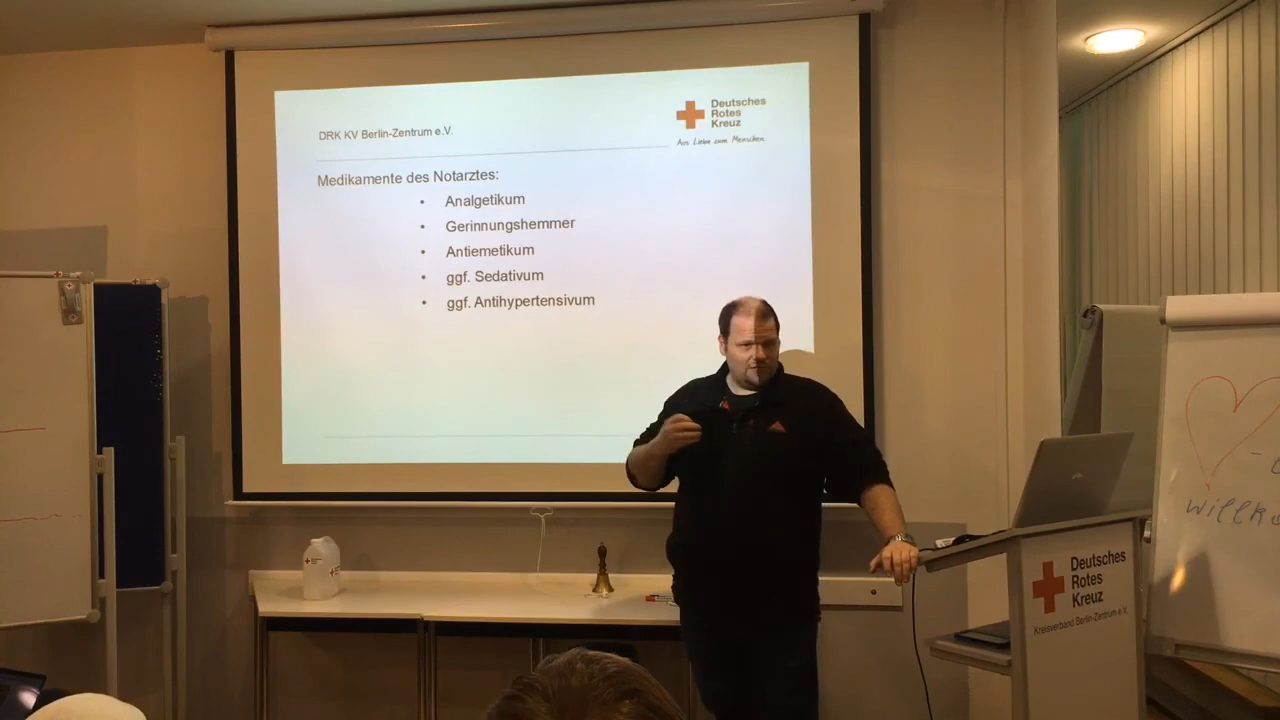 DRK KV Berlin-Zentrum e.V.
Deutsches
Rotes
Kreuz
Aus Liebe zum Menschen.
Medikamente des Notarztes:
• Analgetikum
• Gerinnungshemmer
• Antiemetikum
• ggf. Sedativum
• ggf. Antihypertensivum
Deutsches
Rotes
Kreuz
Kreisverband Berlin-Zentrum e.V.